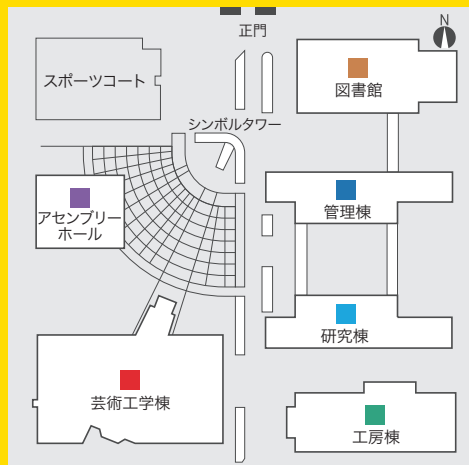 正門
N
スポーツコート
図書館
シンボルタワー
アセンブリー
ホール
管理棟
研究棟
芸術工学棟
工房棟